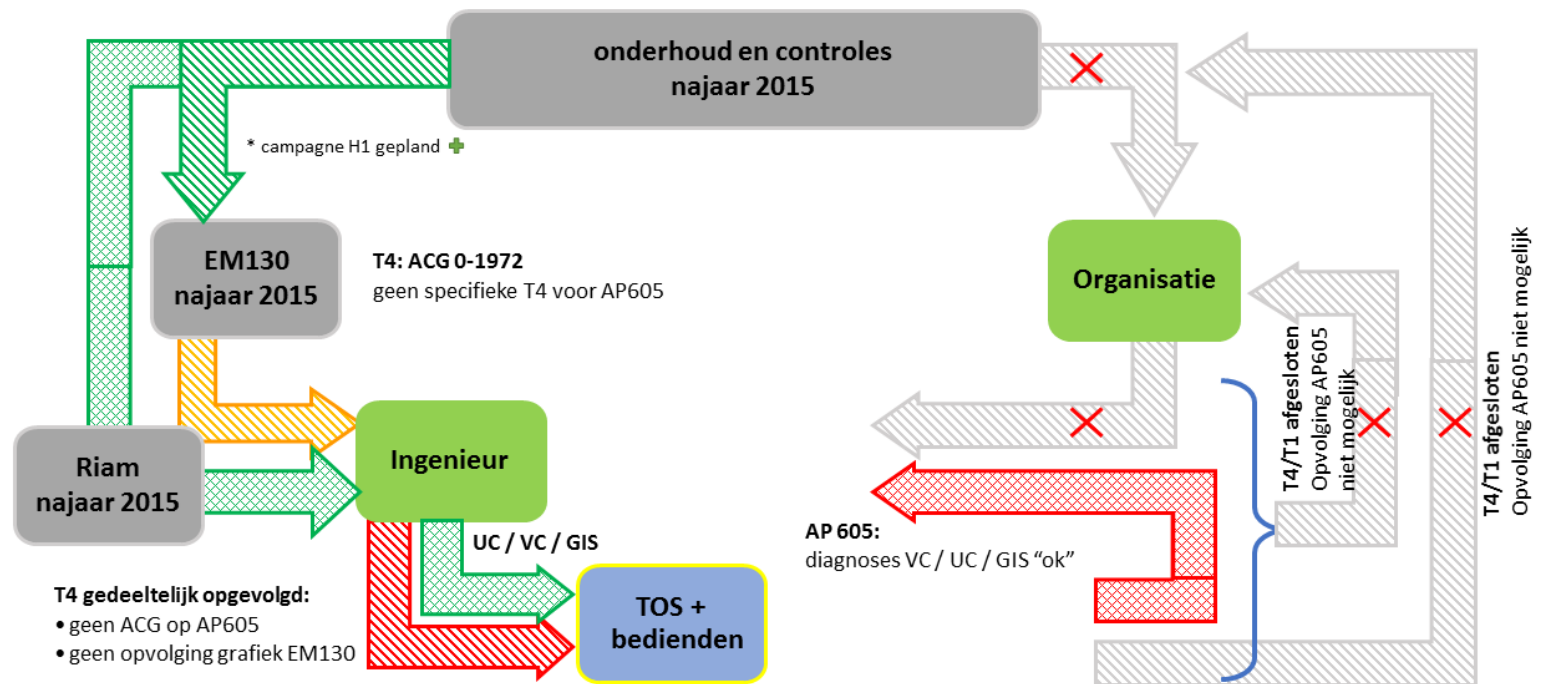 onderhoud en controles
najaar 2015
* campagne H1 gepland
EM130
najaar 2015
T4: ACG 0-1972
geen specifieke T4 voor AP605
Organisatie
Riam
najaar 2015
Ingenieur
UC / VC / GIS
T4 gedeeltelijk opgevolgd:
• geen ACG op AP605
• geen opvolging grafiek EM130
TOS +
bedienden
AP 605:
diagnoses VC / UC / GIS “ok”
T4/T1 afgesloten
Opvolging AP605
niet mogelijk
T4/T1 afgesloten
Opvolging AP605 niet mogelijk